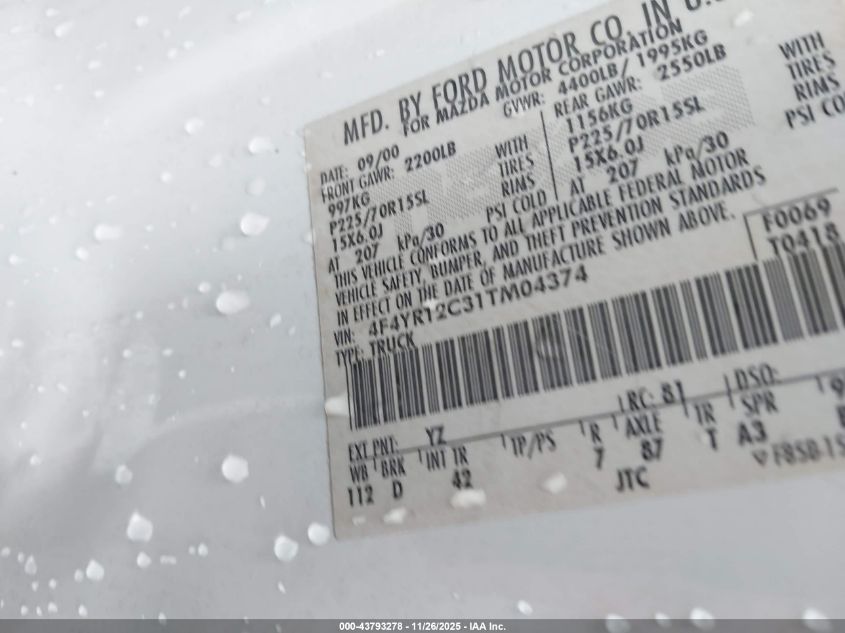 MFD. BY FORD MOTOR CO. IN U.S
FOR MAZDA MOTOR CORPORATION
DATE: 09/00 GVWR: 4400LB/ 1995KG
FRONT GAWR: 2200LB REAR GAWR: 2550LB
997KG WITH 1156KG WITH
P225/70R15SL TIRES P225/70R15SL TIRES
15X6.0J RIMS 15X6.0J RIMS
AT 207 kPa/30 PSI COLD AT 207 kPa/30 PSI CO
THIS VEHICLE CONFORMS TO ALL APPLICABLE FEDERAL MOTOR
VEHICLE SAFETY, BUMPER, AND THEFT PREVENTION STANDARDS
IN EFFECT ON THE DATE OF MANUFACTURE SHOWN ABOVE.
VIN: 4F4YR12C31TM04374 F0069
TYPE: TRUCK T0418
EXT PNT: YZ RC: 81 DSO:
WB BRK INT TR TP/PS R AXLE TR SPR
112 D 42 7 87 T A3
JTC F85B-15
000-43793278 - 11/26/2025 - IAA Inc.